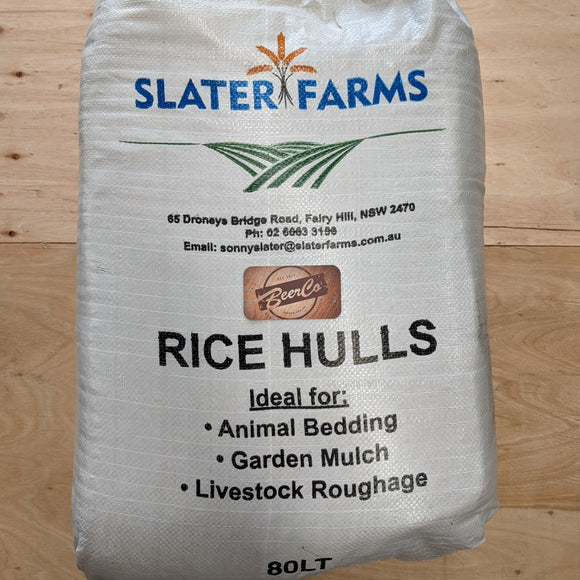 SLATER FARMS
65 Droneys Bridge Road, Fairy Hill, NSW 2470
Ph: 02 6663 3196
Email: sonnyslater@slaterfarms.com.au
BeerCo
RICE HULLS
Ideal for:
• Animal Bedding
• Garden Mulch
• Livestock Roughage
80LT